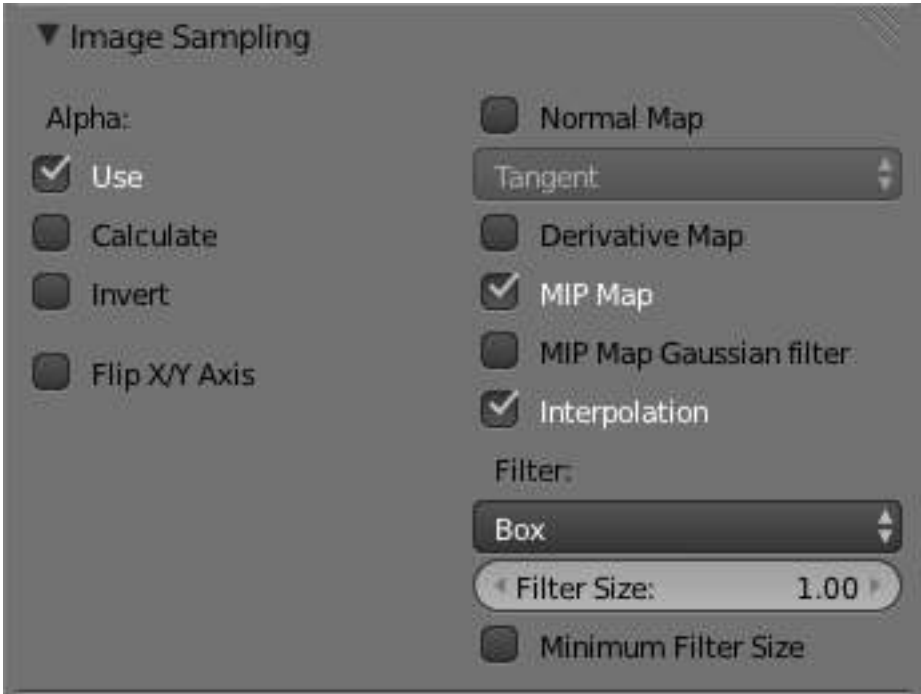 Image Sampling
Alpha:
Use
Calculate
Invert
Flip X/Y Axis
Normal Map
Tangent
Derivative Map
MIP Map
MIP Map Gaussian filter
Interpolation
Filter:
Box
Filter Size: 1.00
Minimum Filter Size